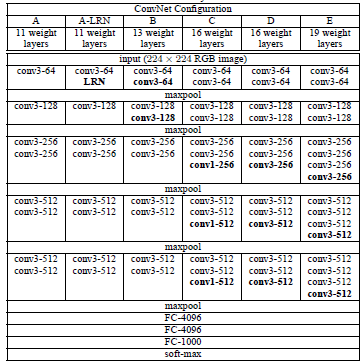 ConvNet Configuration
A A-LRN B C D E
11 weight 11 weight 13 weight 16 weight 16 weight 19 weight
layers layers layers layers layers layers
input (224 × 224 RGB image)
conv3-64 conv3-64 conv3-64 conv3-64 conv3-64 conv3-64
LRN conv3-64 conv3-64 conv3-64 conv3-64
maxpool
conv3-128 conv3-128 conv3-128 conv3-128 conv3-128 conv3-128
conv3-128 conv3-128 conv3-128 conv3-128
maxpool
conv3-256 conv3-256 conv3-256 conv3-256 conv3-256 conv3-256
conv3-256 conv3-256 conv3-256 conv3-256 conv3-256 conv3-256
conv1-256 conv3-256 conv3-256
conv3-256
maxpool
conv3-512 conv3-512 conv3-512 conv3-512 conv3-512 conv3-512
conv3-512 conv3-512 conv3-512 conv3-512 conv3-512 conv3-512
conv1-512 conv3-512 conv3-512
conv3-512
maxpool
conv3-512 conv3-512 conv3-512 conv3-512 conv3-512 conv3-512
conv3-512 conv3-512 conv3-512 conv3-512 conv3-512 conv3-512
conv1-512 conv3-512 conv3-512
conv3-512
maxpool
FC-4096
FC-4096
FC-1000
soft-max